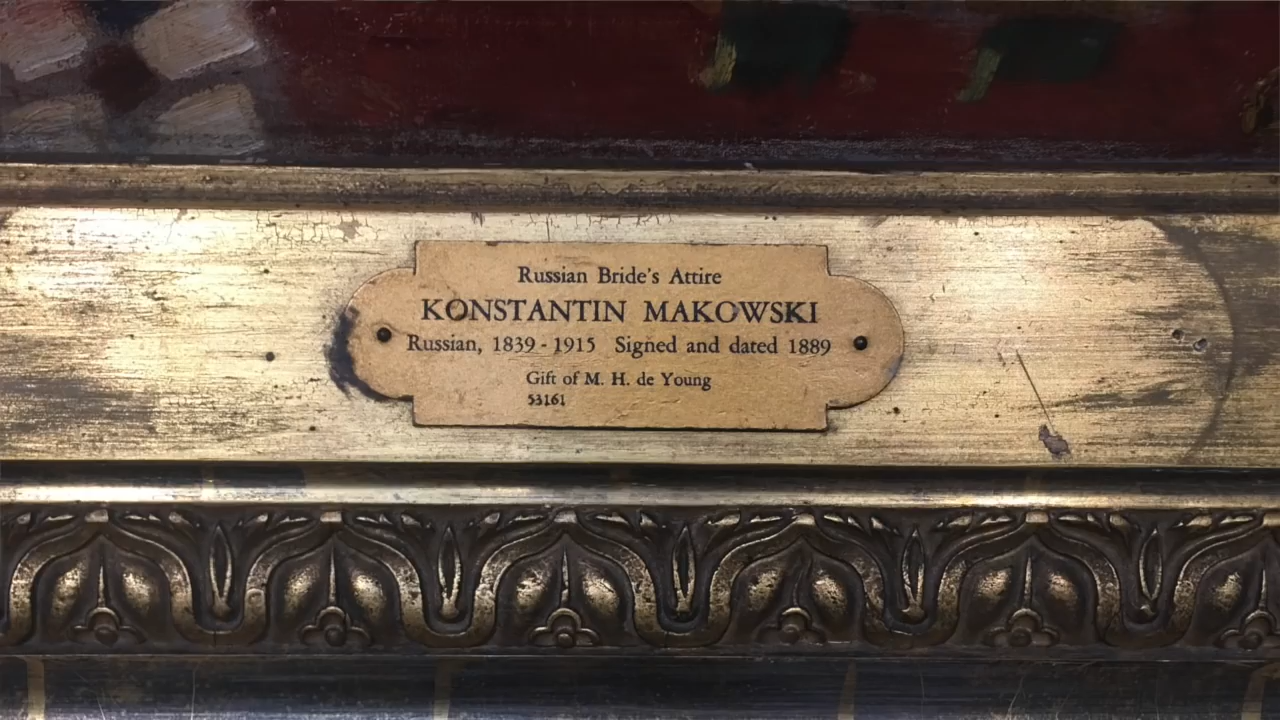 Russian Bride's Attire
KONSTANTIN MAKOWSKI
Russian, 1839-1915 Signed and dated 1889
Gift of M. H. de Young
53161